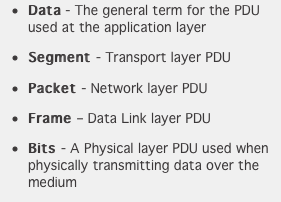 • Data - The general term for the PDU
used at the application layer
• Segment - Transport layer PDU
• Packet - Network layer PDU
• Frame – Data Link layer PDU
• Bits - A Physical layer PDU used when
physically transmitting data over the
medium